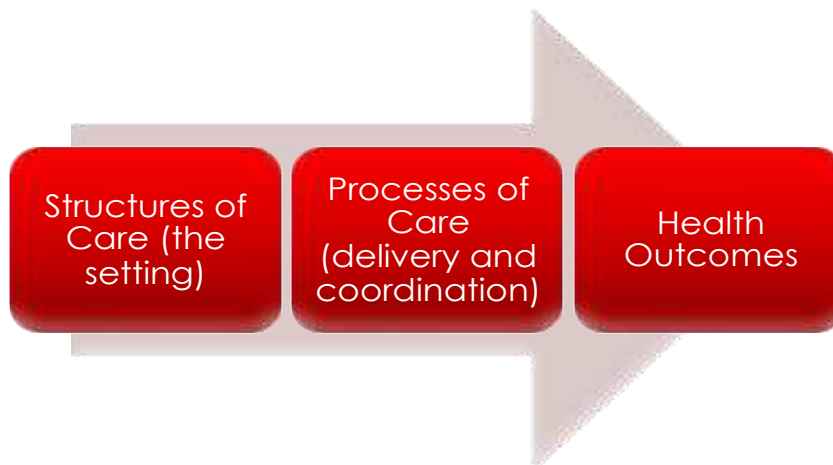 Structures of
Care (the
setting)
Processes of
Care
(delivery and
coordination)
Health
Outcomes